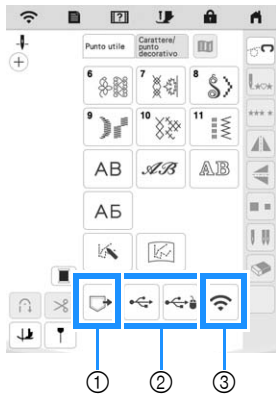 ?
Punto utile
Carattere/
punto
decorativo
6
7
8
9
10
11
AB
AB
AB
АБ
1
2
3